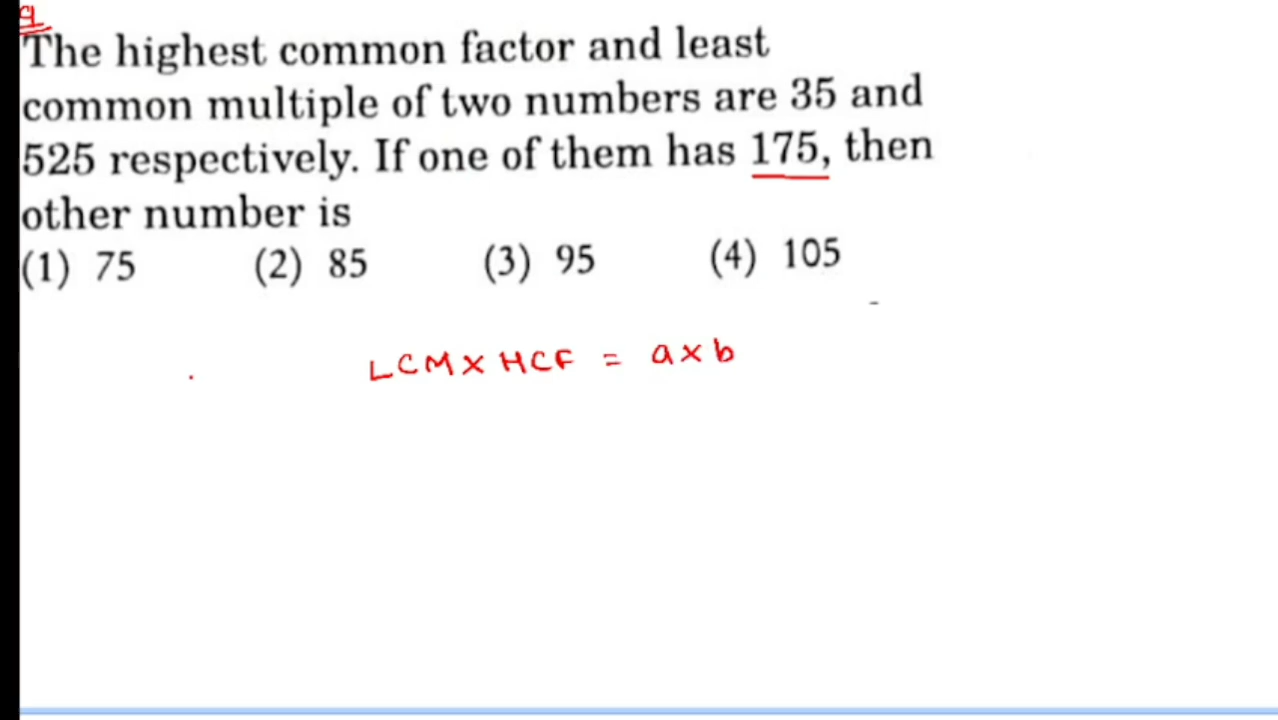 9
The highest common factor and least
common multiple of two numbers are 35 and
525 respectively. If one of them has 175, then
other number is
(1) 75 (2) 85 (3) 95 (4) 105
LCM x HCF = a x b